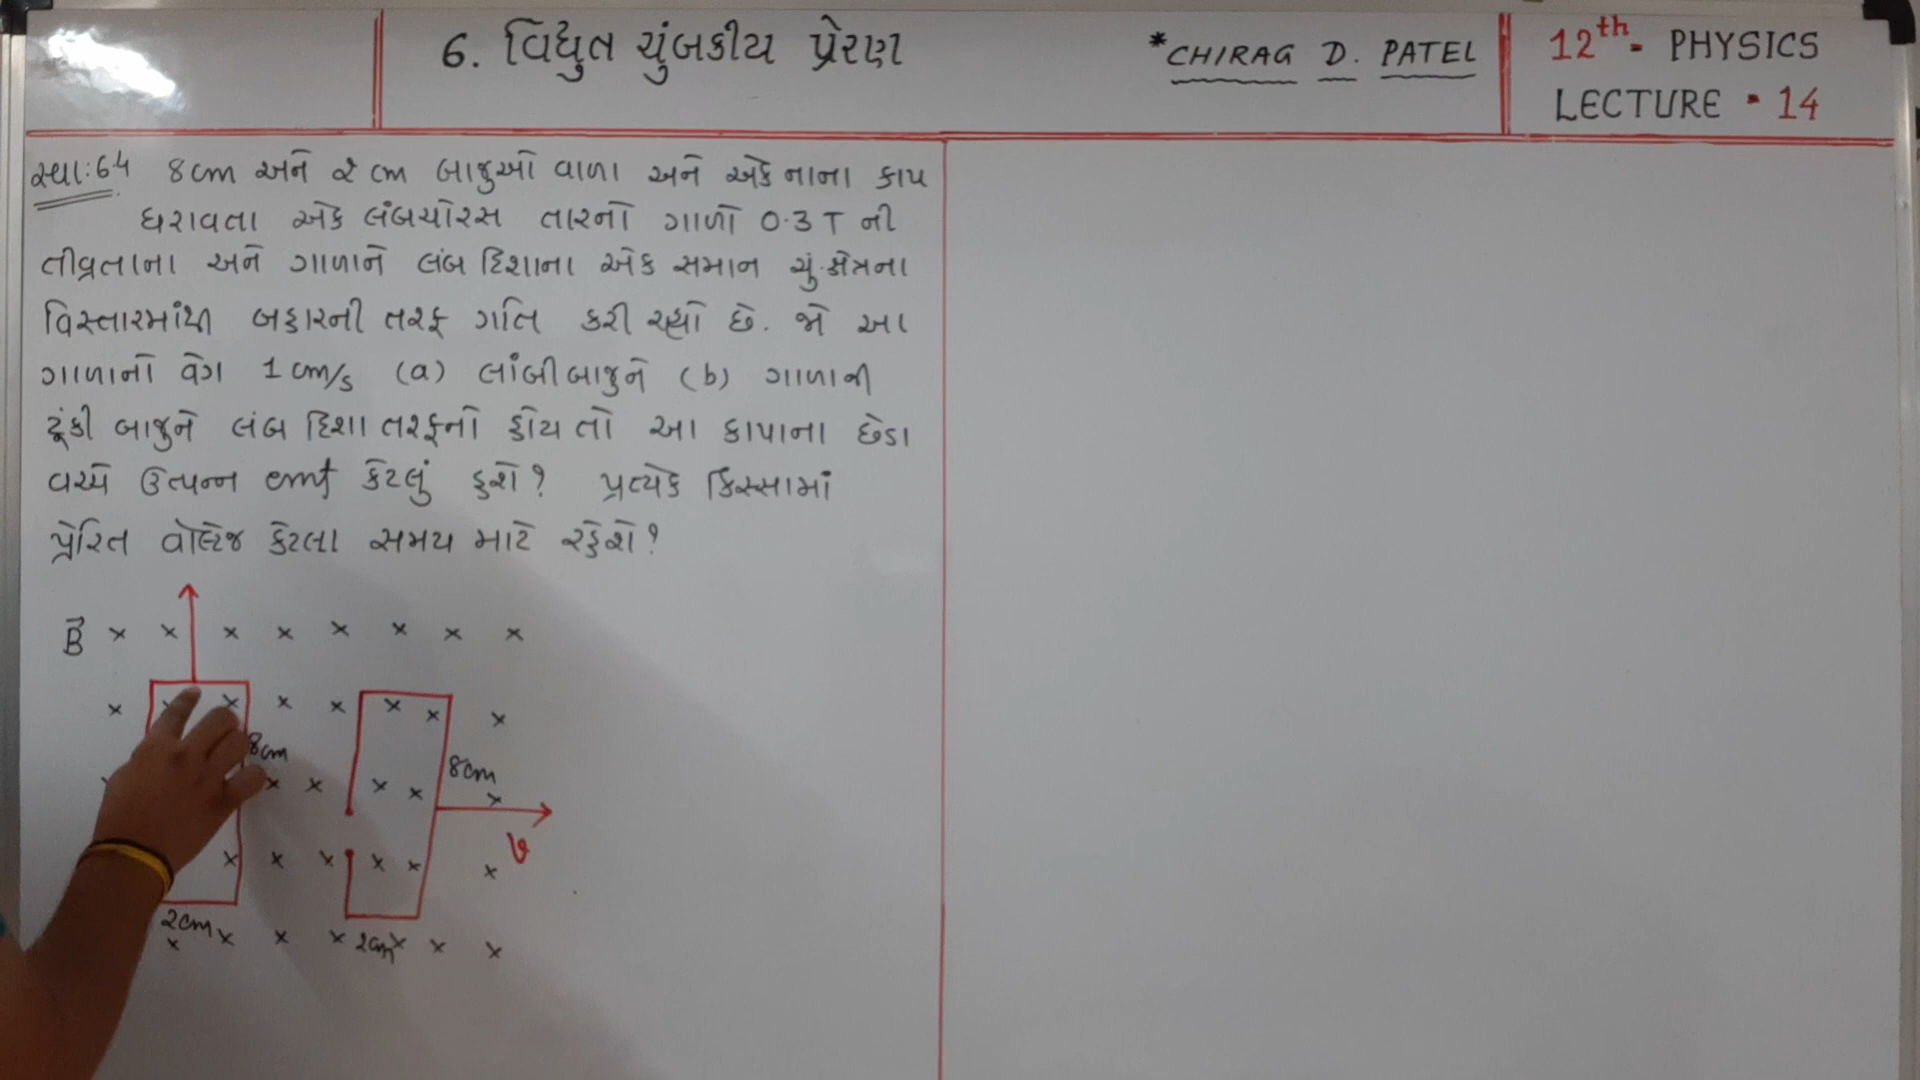 6. વિદ્યુત ચુંબકીય પ્રેરણ
*CHIRAG D. PATEL
12th - PHYSICS
LECTURE - 14
સ્વા:6.4 8cm અને 2 cm બાજુઓ વાળા અને એક નાના કાપ
ધરાવતા એક લંબચોરસ તારનો ગાળો 0.3 T ની
તીવ્રતાના અને ગાળાને લંબ દિશાના એક સમાન ચું.ક્ષેત્રના
વિસ્તારમાંથી બહારની તરફ ગતિ કરી રહ્યો છે. જો આ
ગાળાનો વેગ 1 cm/s (a) લાંબી બાજુને (b) ગાળાની
ટૂંકી બાજુને લંબ દિશા તરફનો હોય તો આ કાપાના છેડા
વચ્ચે ઉત્પન્ન emf કેટલું હશે? પ્રત્યેક કિસ્સામાં
પ્રેરિત વોલ્ટેજ કેટલા સમય માટે રહેશે?
B⃗
8cm
8cm
v
2cm
2cm